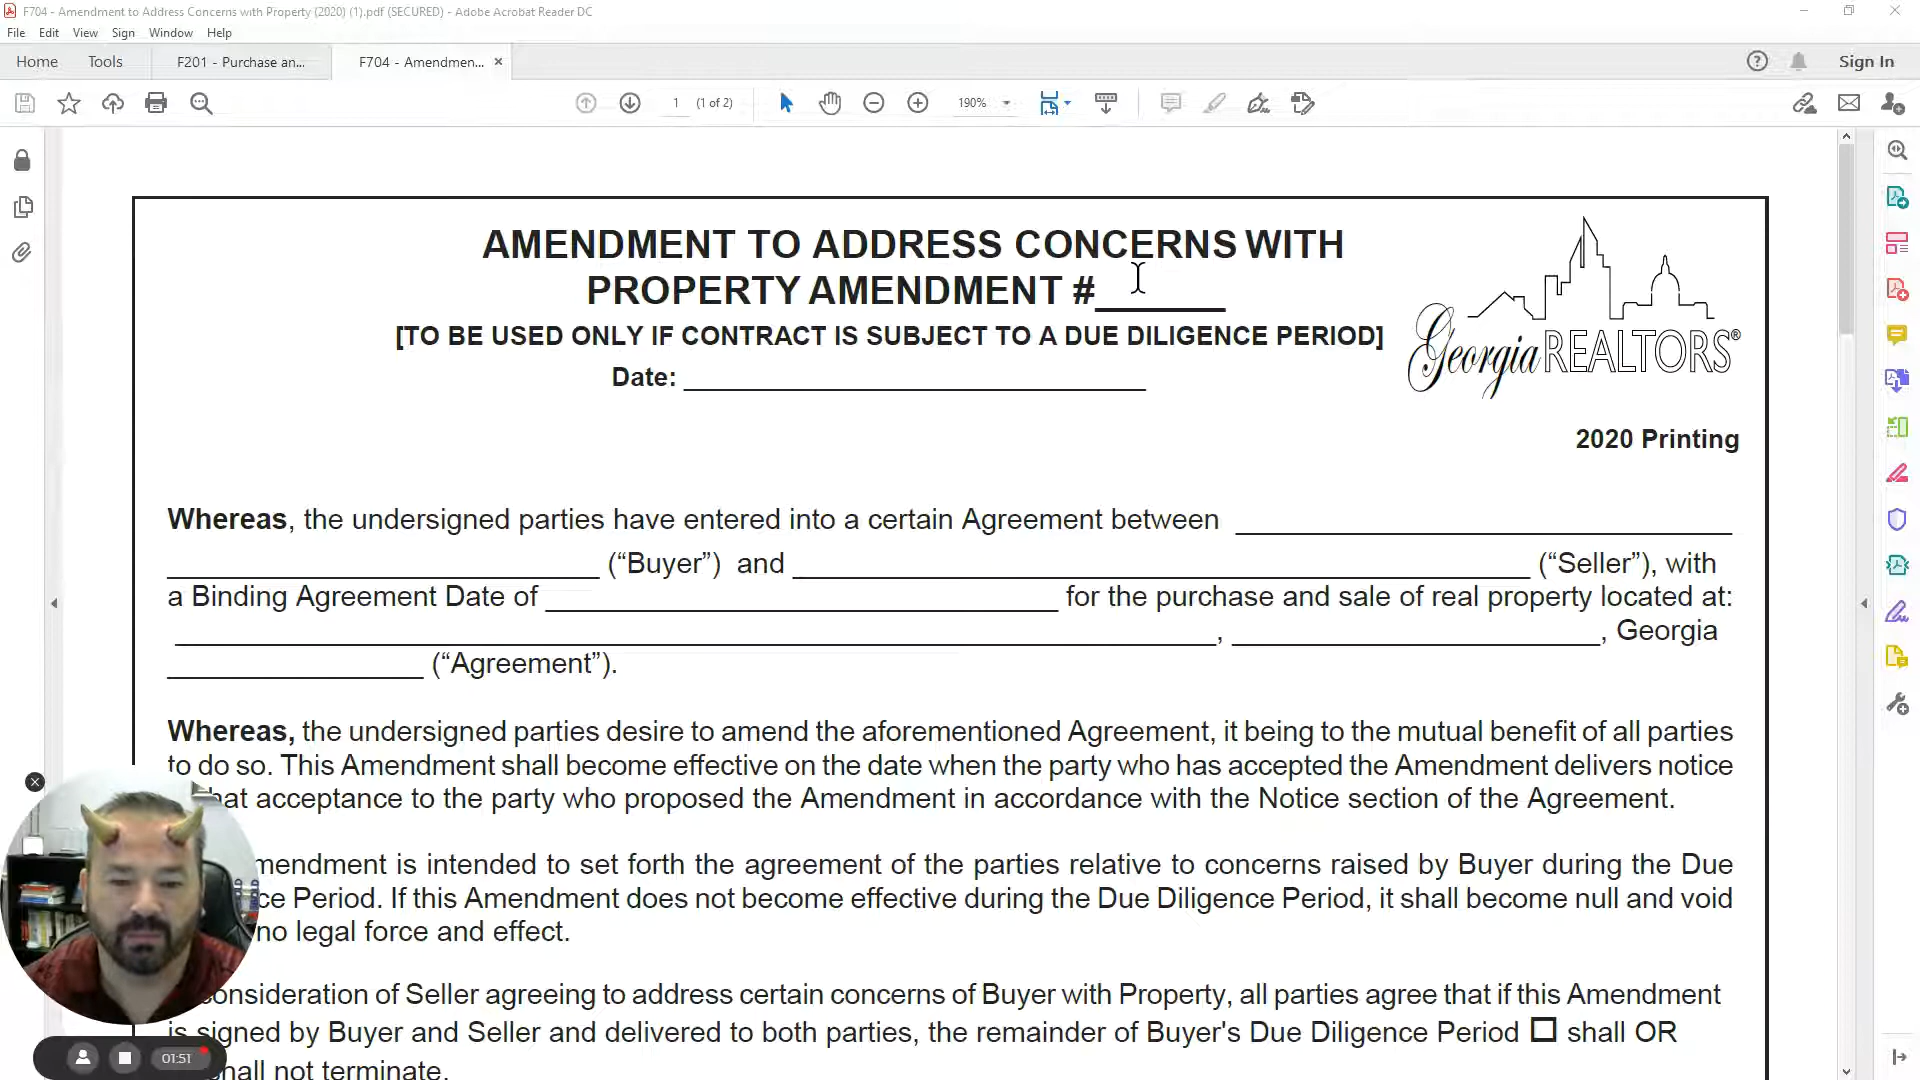 F704 - Amendment to Address Concerns with Property (2020) (1).pdf (SECURED) - Adobe Acrobat Reader DC
File Edit View Sign Window Help
Home Tools F201 - Purchase an... F704 - Amendmen... × Sign In
1 (1 of 2) 190%
AMENDMENT TO ADDRESS CONCERNS WITH
PROPERTY AMENDMENT #______
[TO BE USED ONLY IF CONTRACT IS SUBJECT TO A DUE DILIGENCE PERIOD]
Date: ______________________
Georgia REALTORS®
2020 Printing
Whereas, the undersigned parties have entered into a certain Agreement between ______________________
______________________ (“Buyer”) and ______________________ (“Seller”), with
a Binding Agreement Date of ______________________ for the purchase and sale of real property located at:
______________________, ______________________, Georgia
______________________ (“Agreement”).
Whereas, the undersigned parties desire to amend the aforementioned Agreement, it being to the mutual benefit of all parties
to do so. This Amendment shall become effective on the date when the party who has accepted the Amendment delivers notice
hat acceptance to the party who proposed the Amendment in accordance with the Notice section of the Agreement.
mendment is intended to set forth the agreement of the parties relative to concerns raised by Buyer during the Due
ce Period. If this Amendment does not become effective during the Due Diligence Period, it shall become null and void
no legal force and effect.
onsideration of Seller agreeing to address certain concerns of Buyer with Property, all parties agree that if this Amendment
is signed by Buyer and Seller and delivered to both parties, the remainder of Buyer's Due Diligence Period ☐ shall OR
hall not terminate.
01:51